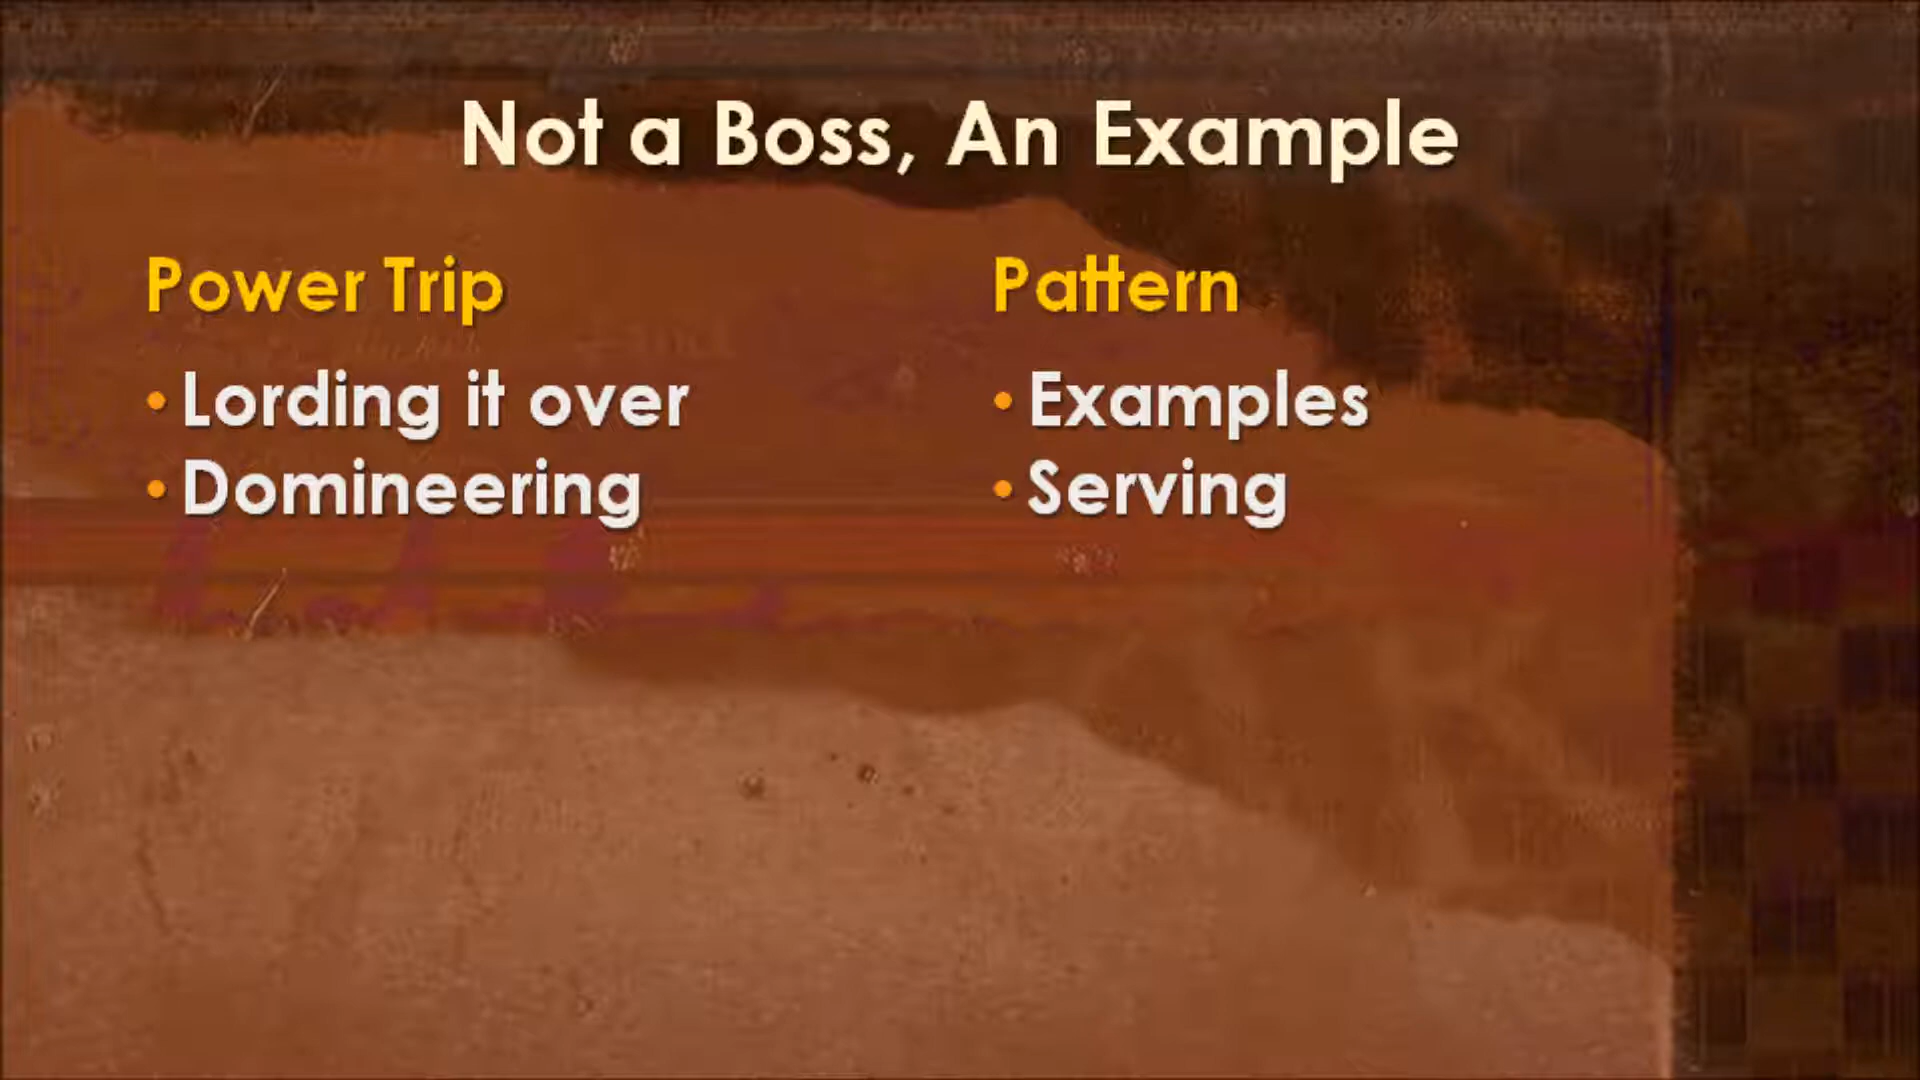 Not a Boss, An Example
Power Trip
• Lording it over
• Domineering
Pattern
• Examples
• Serving